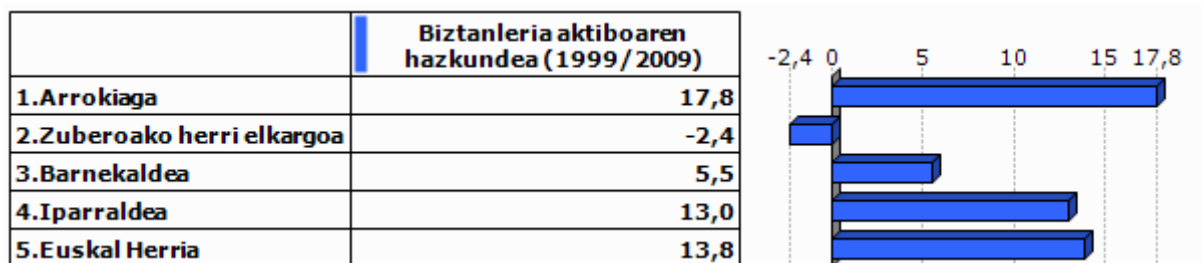 Biztanleria aktiboaren
hazkundea (1999/2009)
1.Arrokiaga 17,8
2.Zuberoako herri elkargoa -2,4
3.Barnekaldea 5,5
4.Iparraldea 13,0
5.Euskal Herria 13,8
-2,4 0 5 10 15 17,8